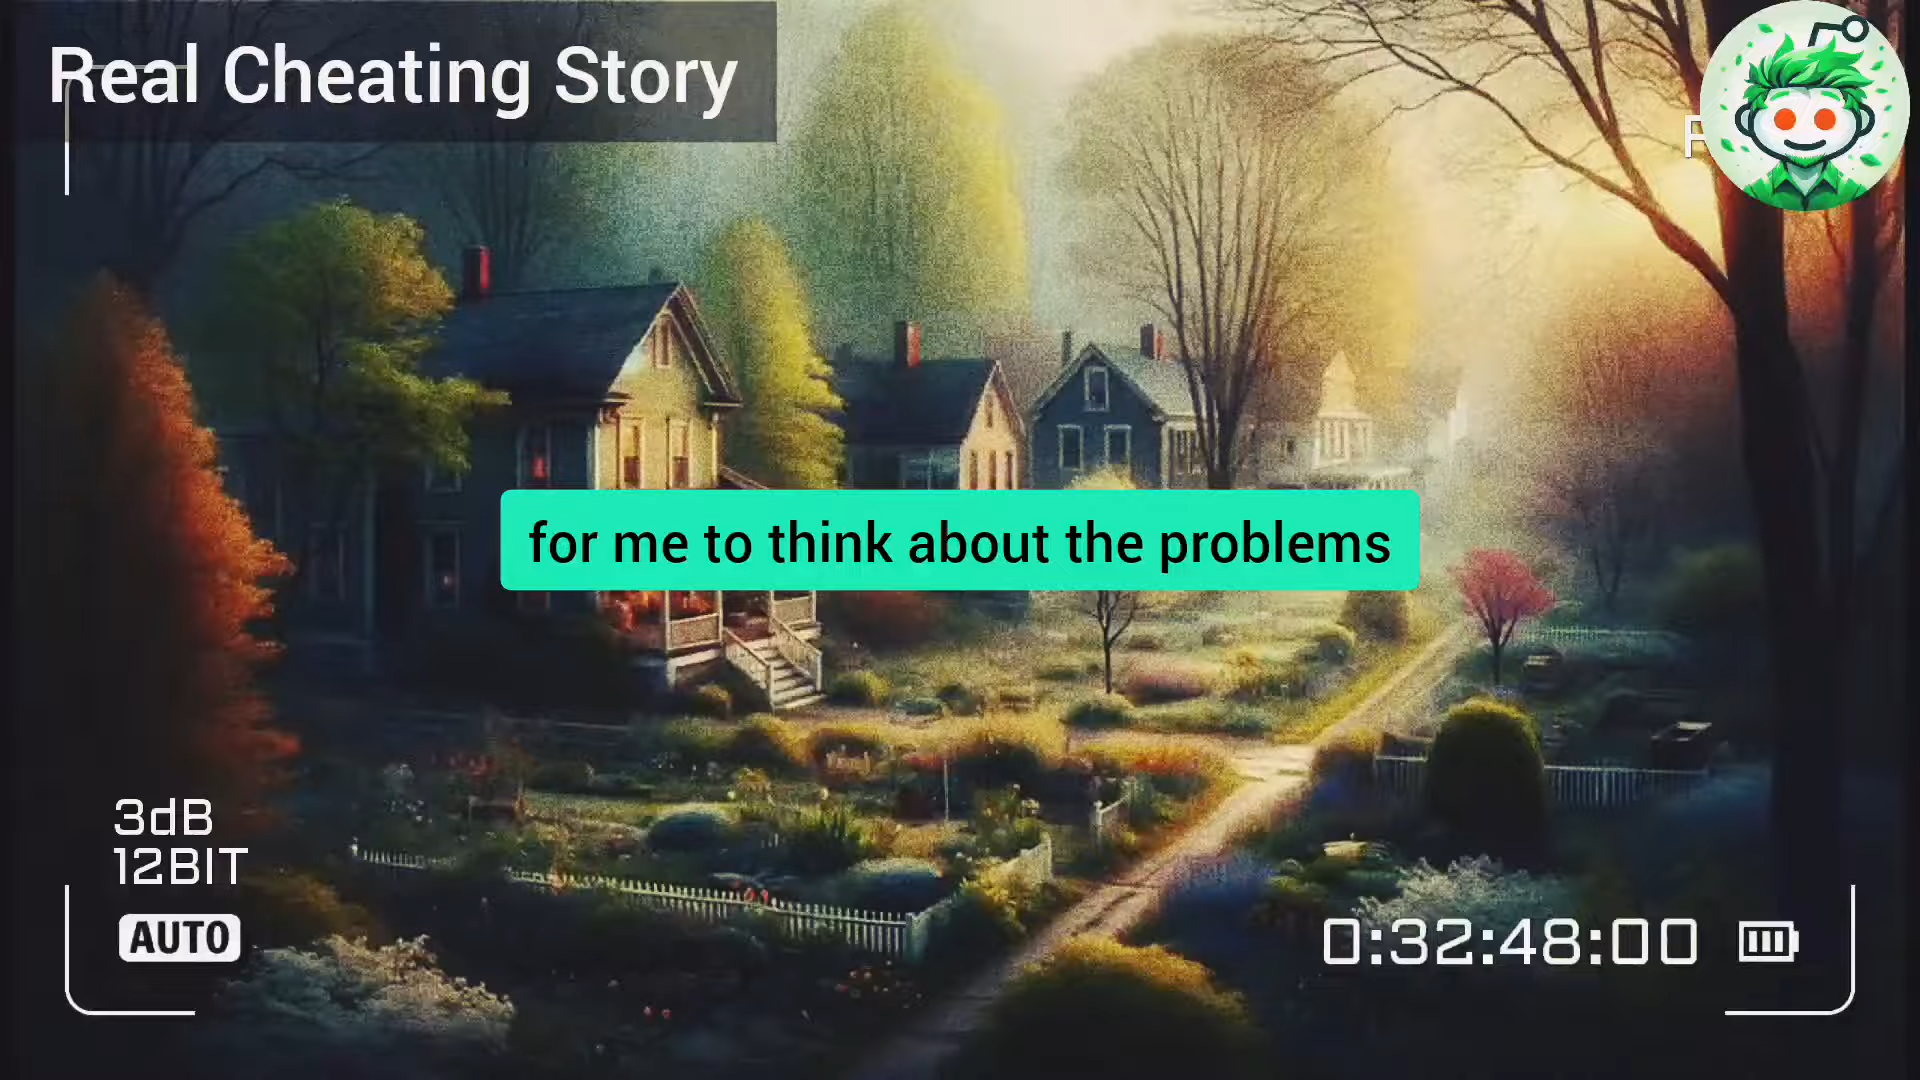 Real Cheating Story
for me to think about the problems
3dB
12BIT
AUTO
0:32:48:00